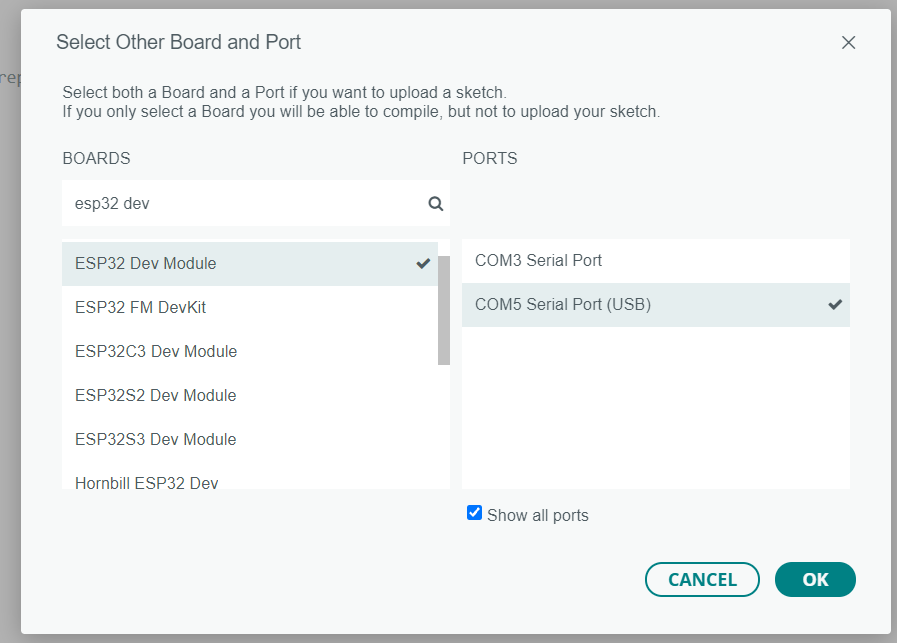 Select Other Board and Port
Select both a Board and a Port if you want to upload a sketch.
If you only select a Board you will be able to compile, but not to upload your sketch.
BOARDS
PORTS
esp32 dev
ESP32 Dev Module
ESP32 FM DevKit
ESP32C3 Dev Module
ESP32S2 Dev Module
ESP32S3 Dev Module
Hornbill ESP32 Dev
COM3 Serial Port
COM5 Serial Port (USB)
Show all ports
CANCEL
OK